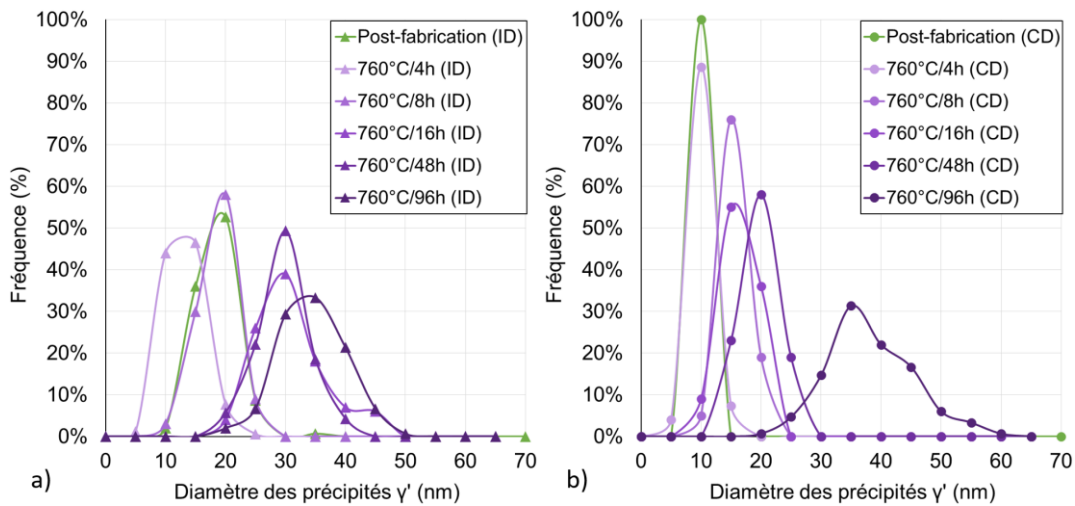 100%
90%
80%
70%
60%
50%
40%
30%
20%
10%
0%
Fréquence (%)
Post-fabrication (ID)
760°C/4h (ID)
760°C/8h (ID)
760°C/16h (ID)
760°C/48h (ID)
760°C/96h (ID)
0 10 20 30 40 50 60 70
a)
Diamètre des précipités γ' (nm)
100%
90%
80%
70%
60%
50%
40%
30%
20%
10%
0%
Fréquence (%)
Post-fabrication (CD)
760°C/4h (CD)
760°C/8h (CD)
760°C/16h (CD)
760°C/48h (CD)
760°C/96h (CD)
0 10 20 30 40 50 60 70
b)
Diamètre des précipités γ' (nm)